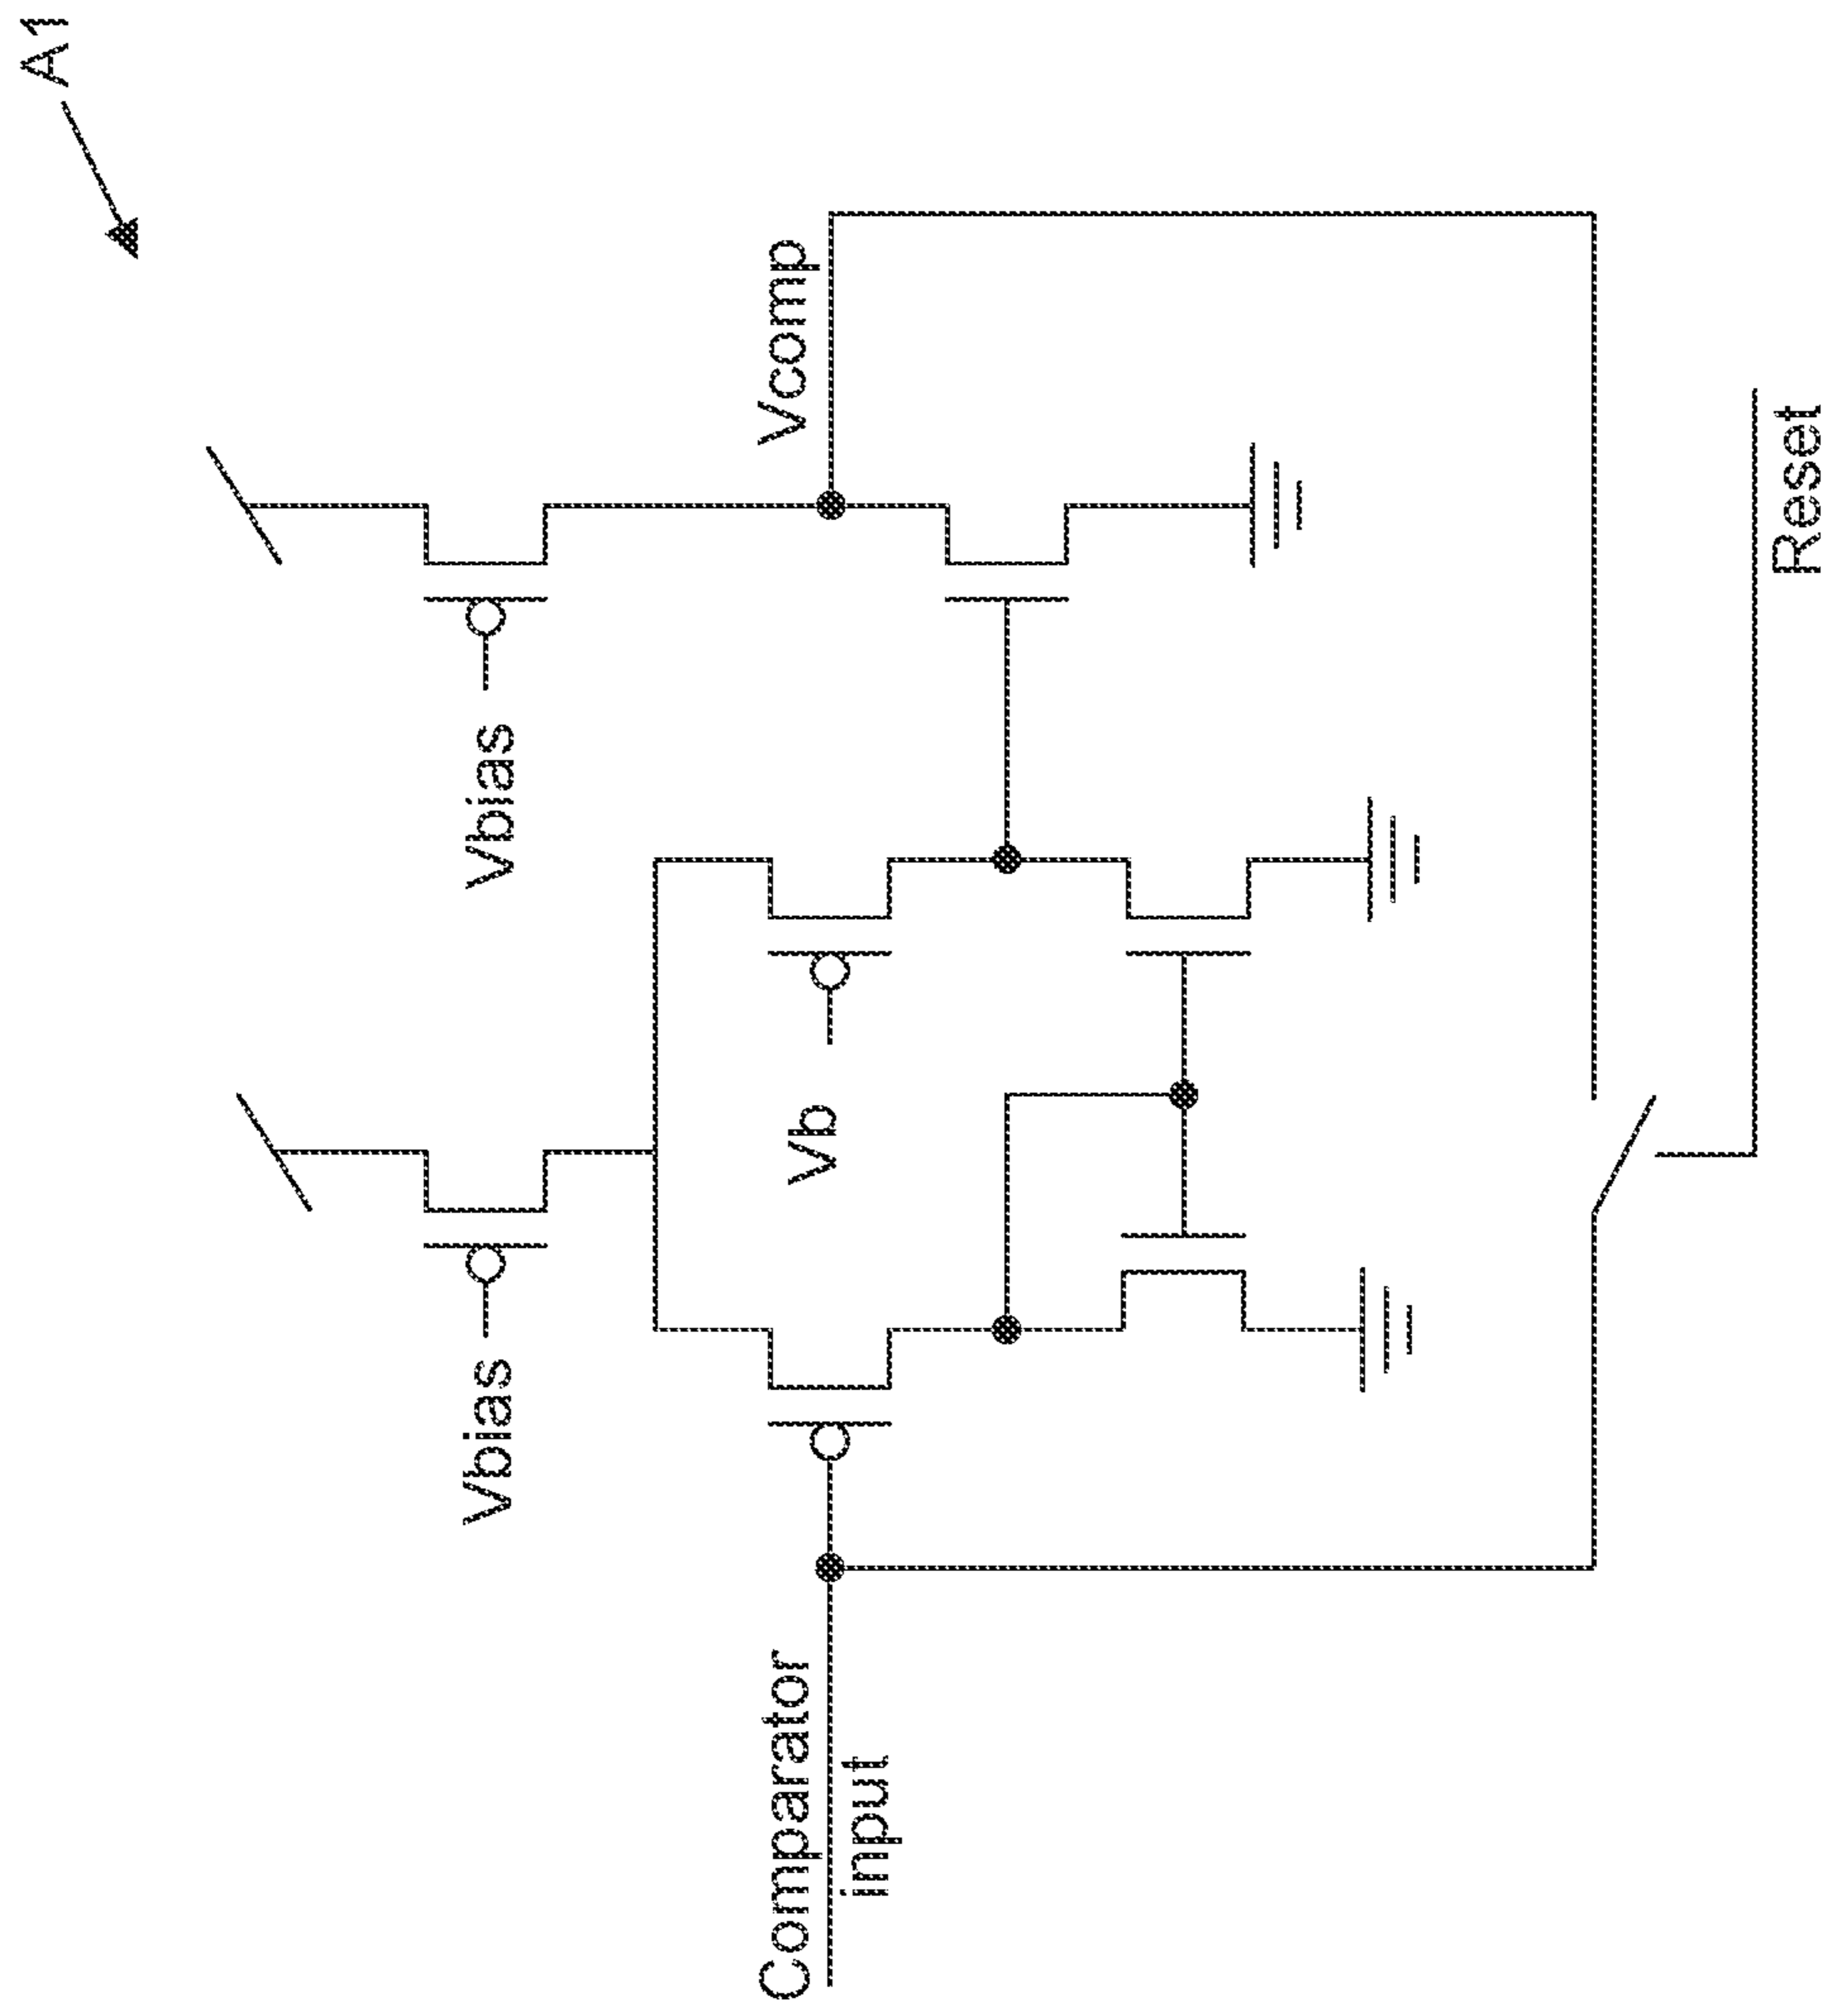 A1
Vbias
Vbias
Vcomp
Vb
Comparator
input
Reset